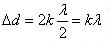 Δd = 2k λ/2 = kλ